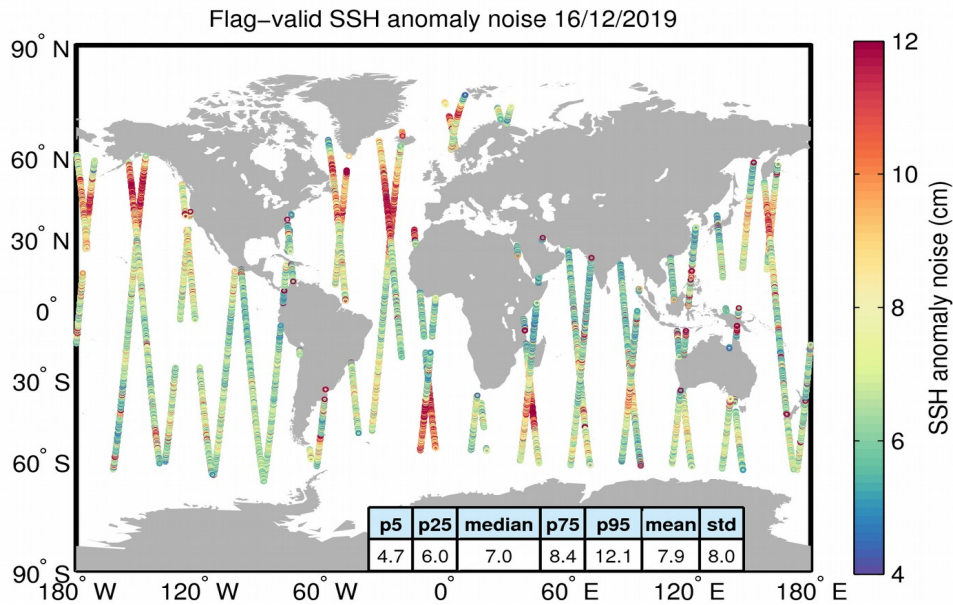 Flag−valid SSH anomaly noise 16/12/2019
90° N
60° N
30° N
0°
30° S
60° S
90° S
180° W
120° W
60° W
0°
60° E
120° E
180° E
p5 p25 median p75 p95 mean std
4.7 6.0 7.0 8.4 12.1 7.9 8.0
12
10
8
6
4
SSH anomaly noise (cm)